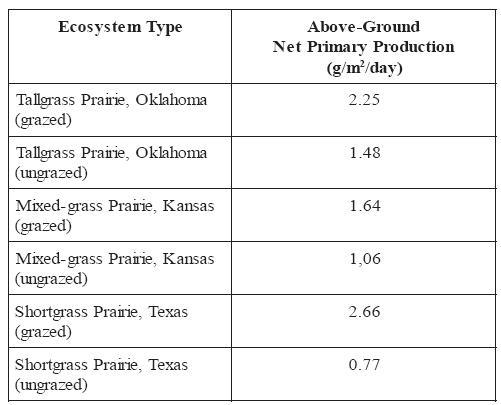 Ecosystem Type
Above-Ground
Net Primary Production
(g/m²/day)
Tallgrass Prairie, Oklahoma
(grazed)
2.25
Tallgrass Prairie, Oklahoma
(ungrazed)
1.48
Mixed-grass Prairie, Kansas
(grazed)
1.64
Mixed-grass Prairie, Kansas
(ungrazed)
1,06
Shortgrass Prairie, Texas
(grazed)
2.66
Shortgrass Prairie, Texas
(ungrazed)
0.77